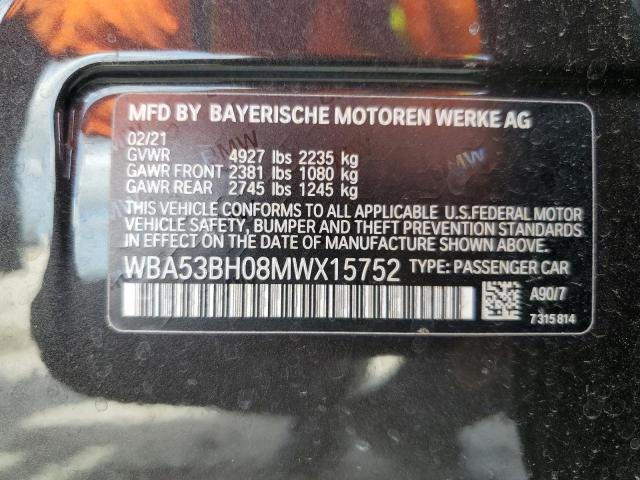 MFD BY BAYERISCHE MOTOREN WERKE AG
02/21
GVWR 4927 lbs 2235 kg
GAWR FRONT 2381 lbs 1080 kg
GAWR REAR 2745 lbs 1245 kg
THIS VEHICLE CONFORMS TO ALL APPLICABLE U.S.FEDERAL MOTOR
VEHICLE SAFETY, BUMPER AND THEFT PREVENTION STANDARDS
IN EFFECT ON THE DATE OF MANUFACTURE SHOWN ABOVE.
WBA53BH08MWX15752 TYPE: PASSENGER CAR
A90/7
7315814